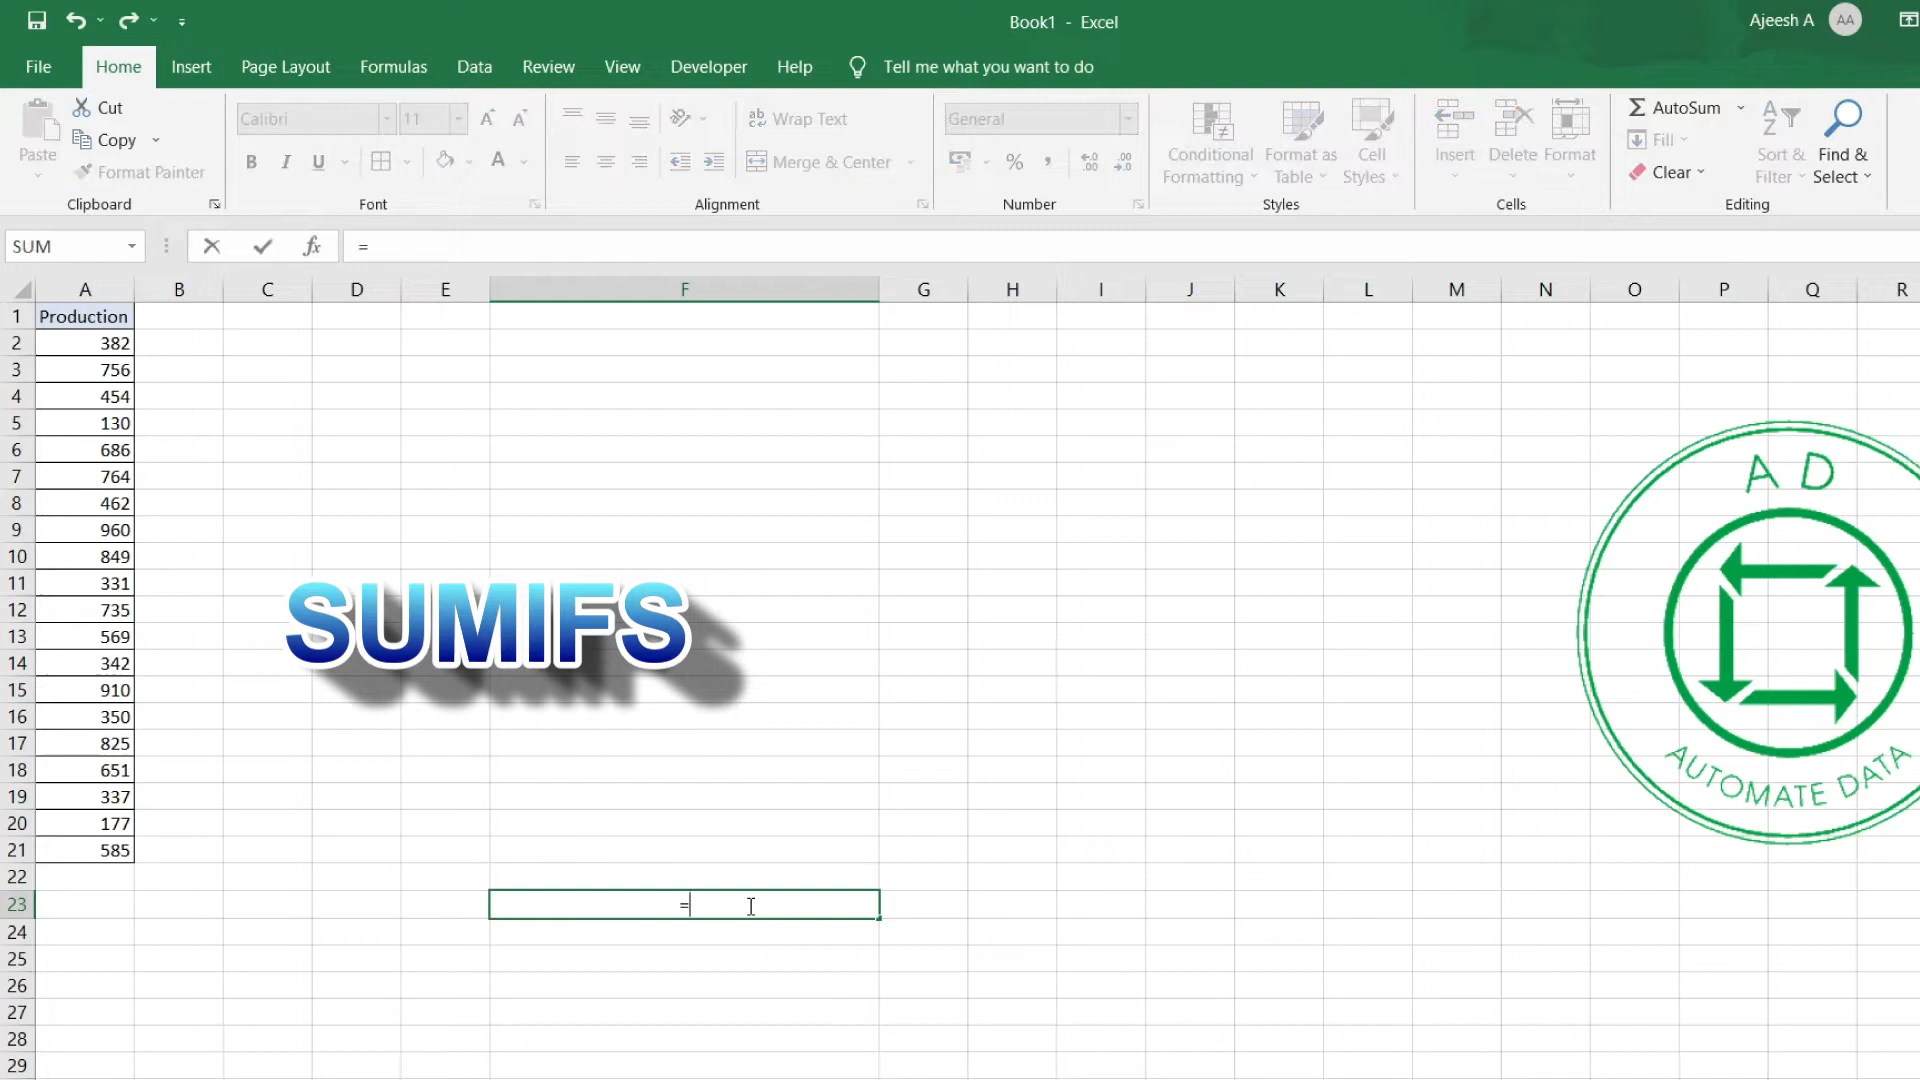 Book1 - Excel
Ajeesh A
AA
File Home Insert Page Layout Formulas Data Review View Developer Help Tell me what you want to do
Paste
Cut
Copy
Format Painter
Clipboard
Calibri 11
B I U A
Font
ab Wrap Text
Merge & Center
Alignment
General
% ,
Number
Conditional Formatting
Format as Table
Cell Styles
Styles
Insert Delete Format
Cells
AutoSum
Fill
Clear
Sort & Filter
Find & Select
Editing
SUM fx =
A B C D E F G H I J K L M N O P Q R
1 Production
2 382
3 756
4 454
5 130
6 686
7 764
8 462
9 960
10 849
11 331
12 735
13 569
14 342
15 910
16 350
17 825
18 651
19 337
20 177
21 585
22
23 =
24
25
26
27
28
29
SUMIFS
A D
AUTOMATE DATA